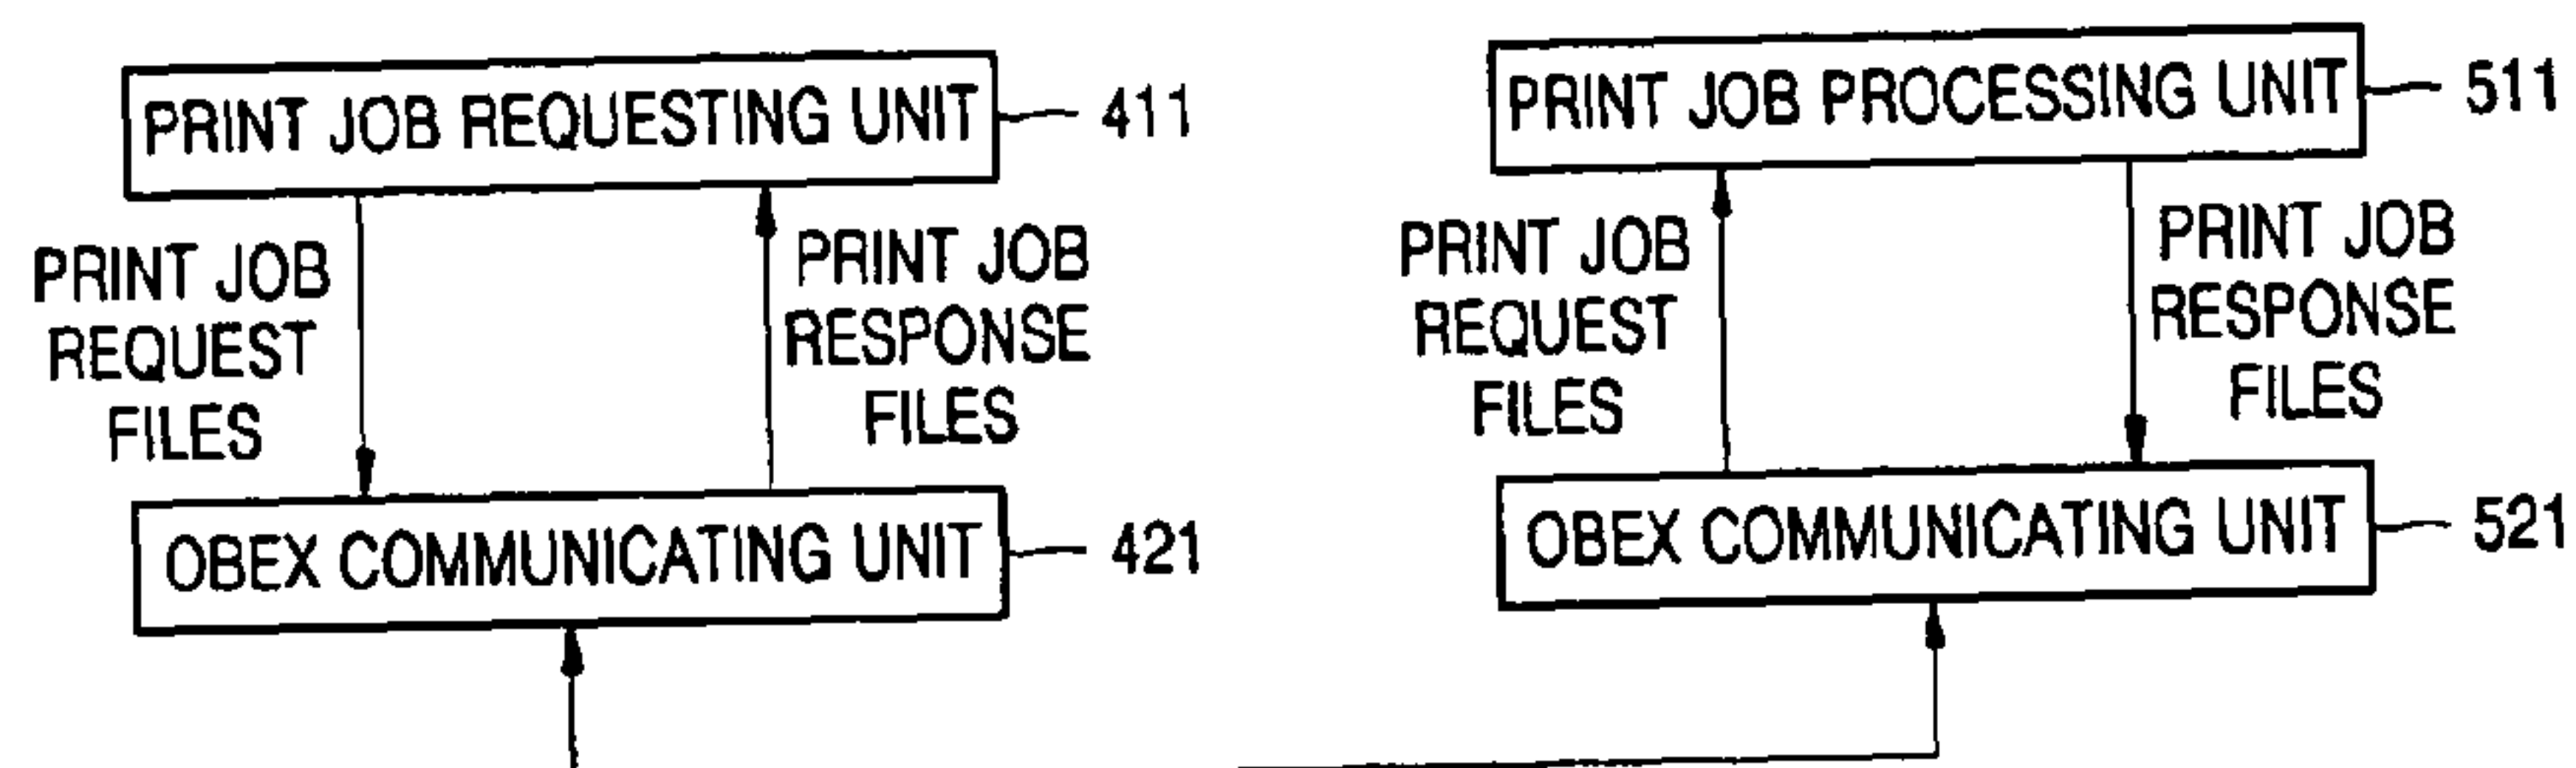 PRINT JOB REQUESTING UNIT
411
PRINT JOB
REQUEST
FILES
PRINT JOB
RESPONSE
FILES
OBEX COMMUNICATING UNIT
421
PRINT JOB PROCESSING UNIT
511
PRINT JOB
REQUEST
FILES
PRINT JOB
RESPONSE
FILES
OBEX COMMUNICATING UNIT
521